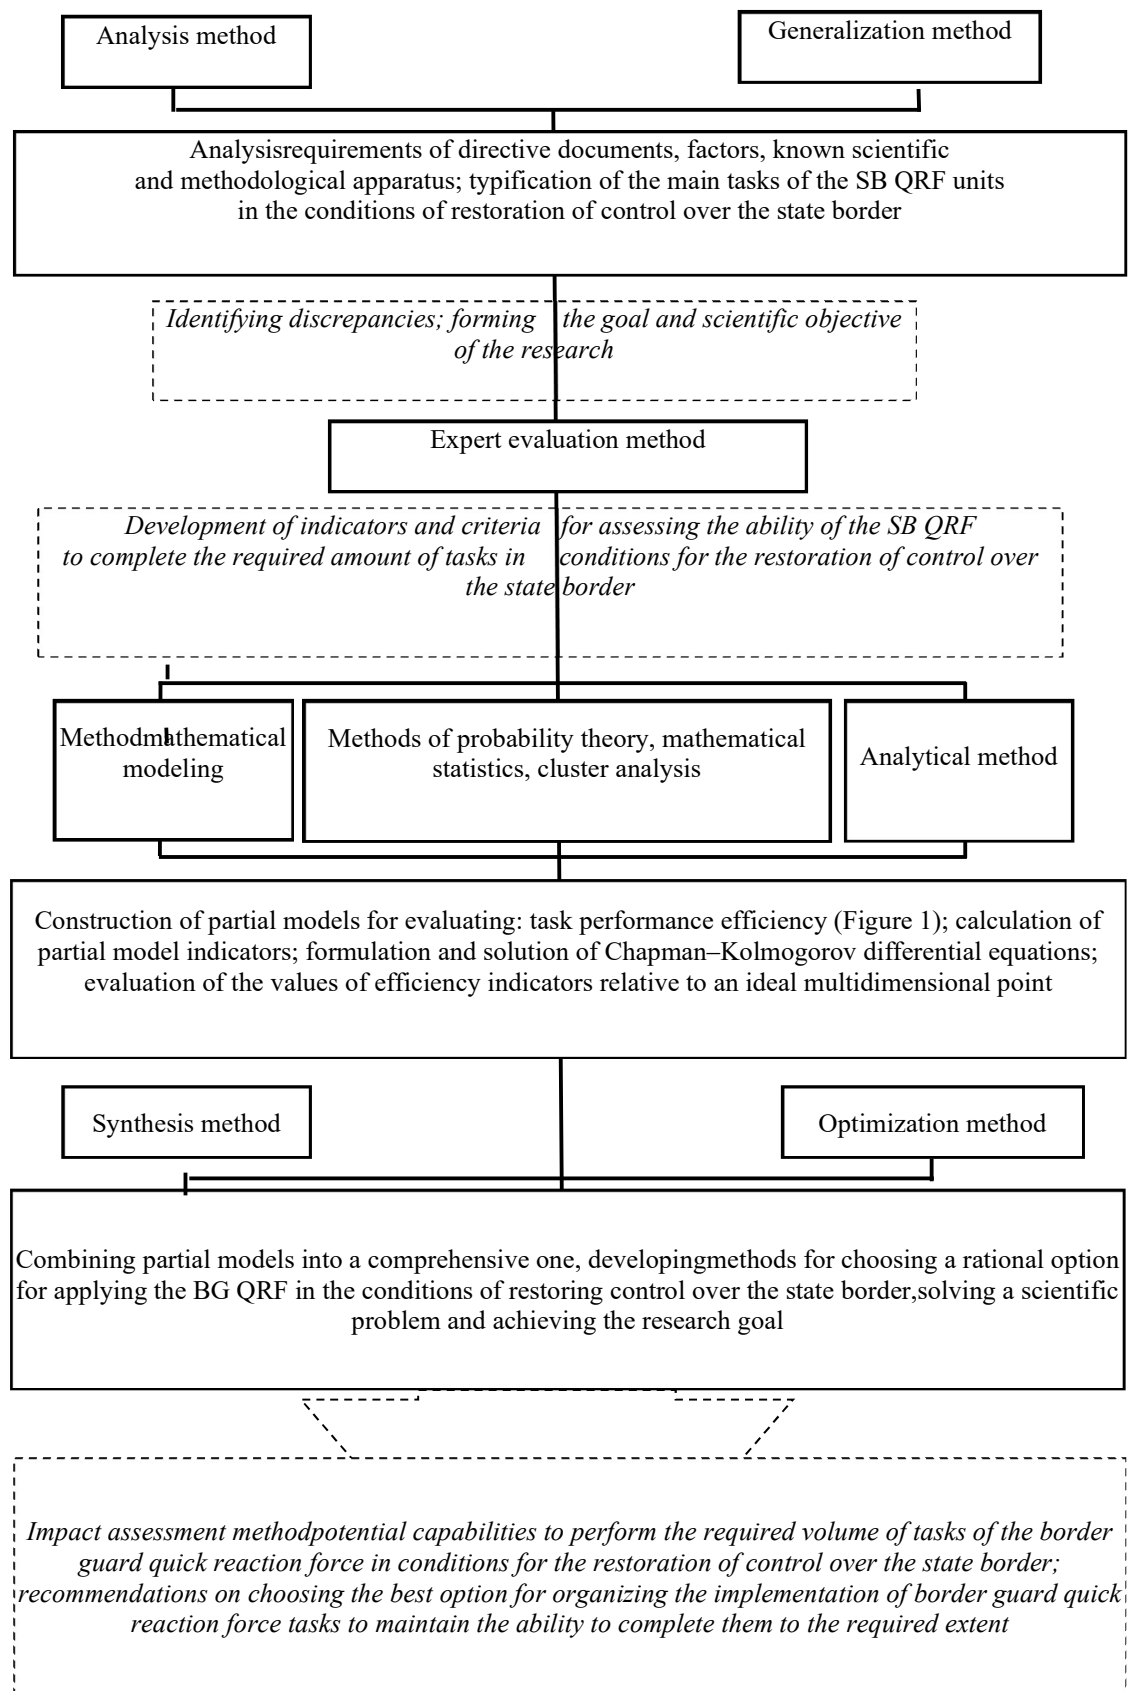 Analysis method
Generalization method
Analysisrequirements of directive documents, factors, known scientific
and methodological apparatus; typification of the main tasks of the SB QRF units
in the conditions of restoration of control over the state border
Identifying discrepancies; forming the goal and scientific objective
of the research
Expert evaluation method
Development of indicators and criteria for assessing the ability of the SB QRF
to complete the required amount of tasks in conditions for the restoration of control over
the state border
Methodmathematical
modeling
Methods of probability theory, mathematical
statistics, cluster analysis
Analytical method
Construction of partial models for evaluating: task performance efficiency (Figure 1); calculation of
partial model indicators; formulation and solution of Chapman–Kolmogorov differential equations;
evaluation of the values of efficiency indicators relative to an ideal multidimensional point
Synthesis method
Optimization method
Combining partial models into a comprehensive one, developingmethods for choosing a rational option
for applying the BG QRF in the conditions of restoring control over the state border,solving a scientific
problem and achieving the research goal
Impact assessment methodpotential capabilities to perform the required volume of tasks of the border
guard quick reaction force in conditions for the restoration of control over the state border;
recommendations on choosing the best option for organizing the implementation of border guard quick
reaction force tasks to maintain the ability to complete them to the required extent